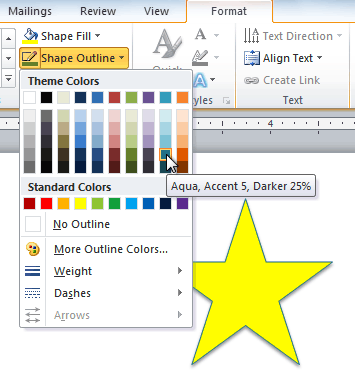 Mailings Review View Format
Shape Fill Text Direction
Shape Outline Align Text
Quick Create Link
Text
Theme Colors
4
Aqua, Accent 5, Darker 25%
Standard Colors
No Outline
More Outline Colors...
Weight
Dashes
Arrows